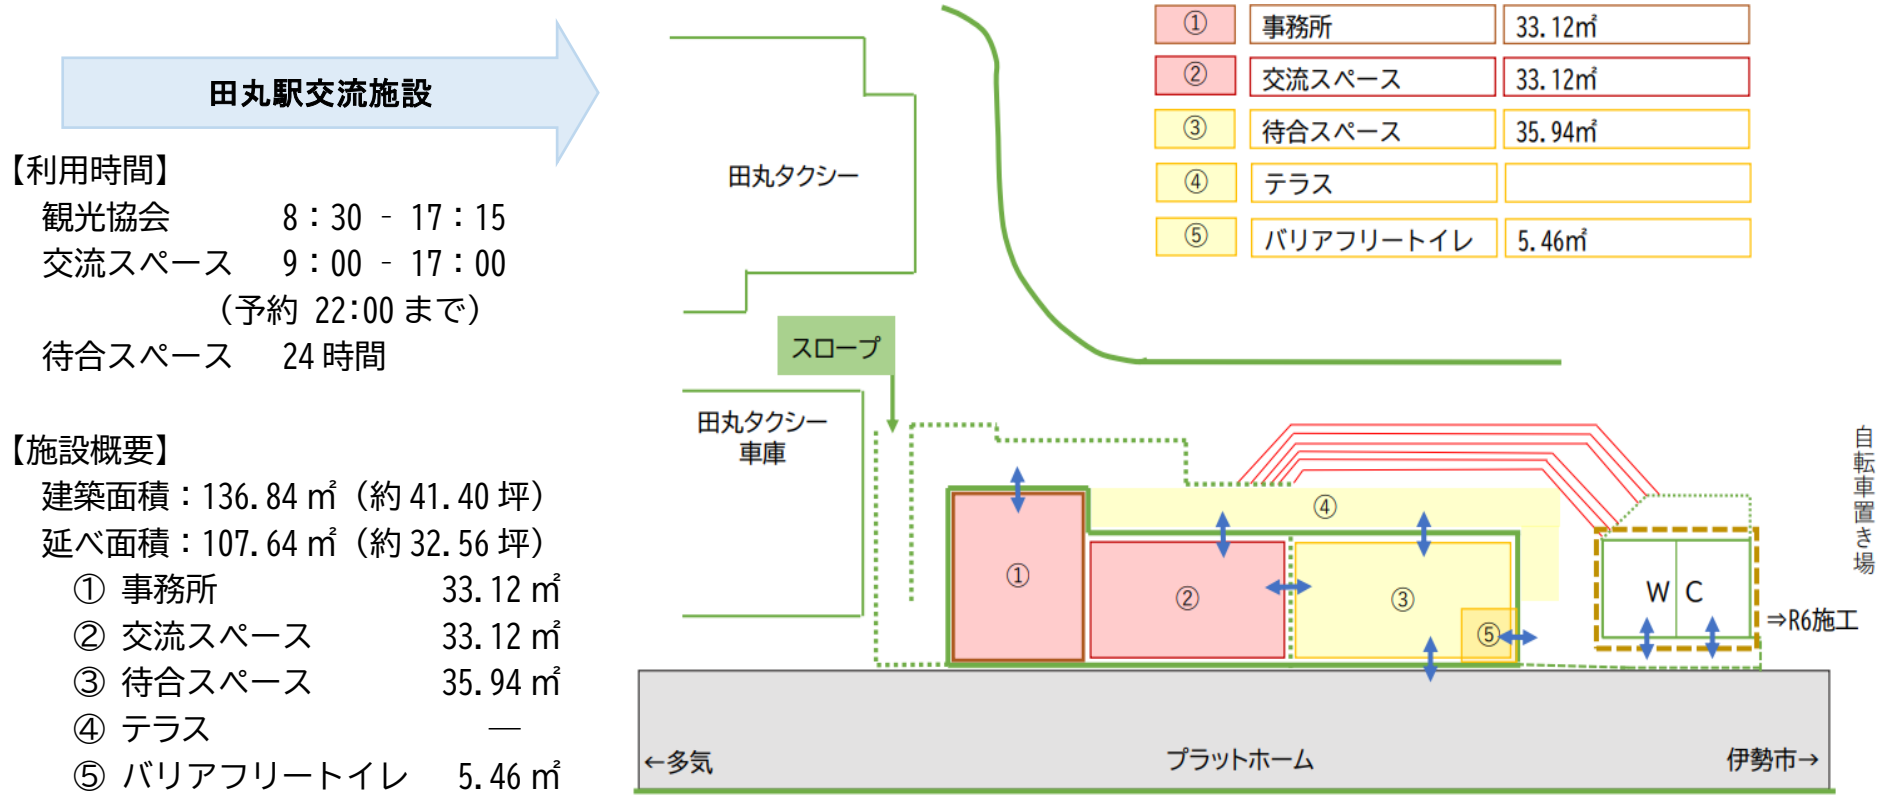 田丸駅交流施設
【利用時間】
観光協会 8：30 - 17：15
交流スペース 9：00 - 17：00
（予約 22:00 まで）
待合スペース 24 時間
【施設概要】
建築面積：136.84 ㎡（約 41.40 坪）
延べ面積：107.64 ㎡（約 32.56 坪）
① 事務所 33.12 ㎡
② 交流スペース 33.12 ㎡
③ 待合スペース 35.94 ㎡
④ テラス ―
⑤ バリアフリートイレ 5.46 ㎡
① 事務所 33.12㎡
② 交流スペース 33.12㎡
③ 待合スペース 35.94㎡
④ テラス
⑤ バリアフリートイレ 5.46㎡
田丸タクシー
スロープ
田丸タクシー
車庫
自転車置き場
④
①
②
③
⑤
W C
⇒R6施工
←多気
プラットホーム
伊勢市→